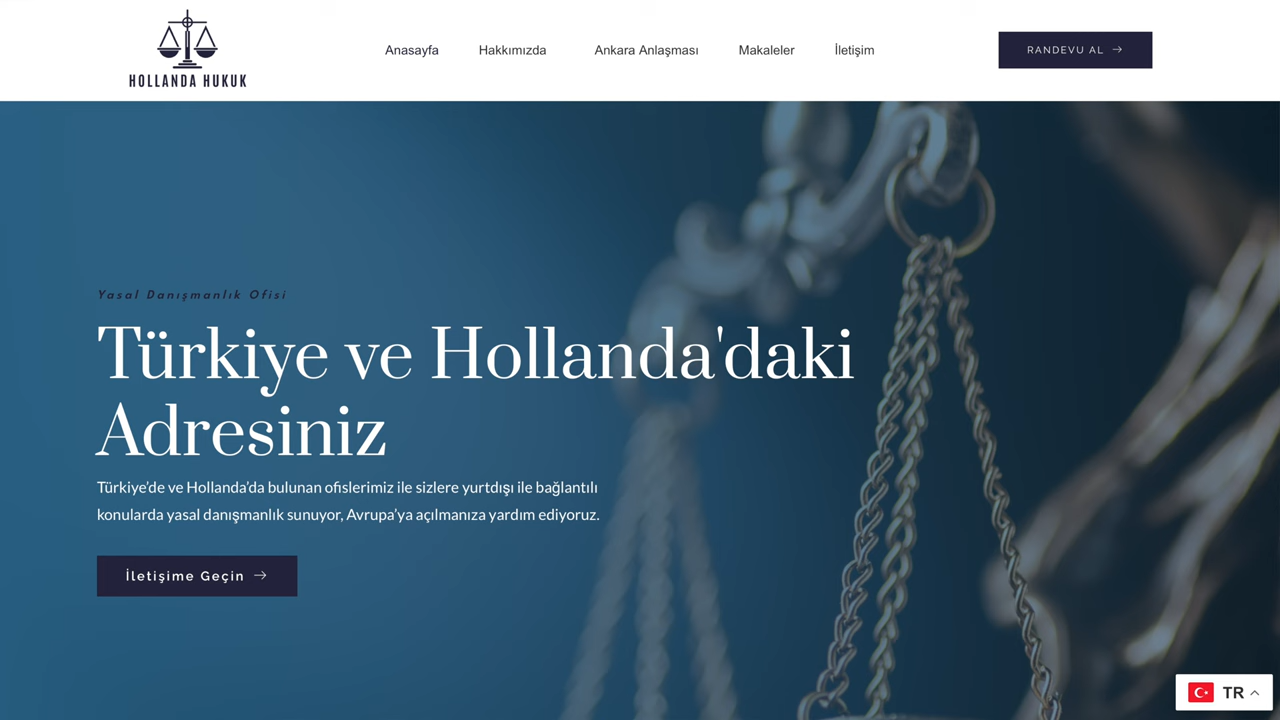 HOLLANDA HUKUK
Anasayfa
Hakkımızda
Ankara Anlaşması
Makaleler
İletişim
RANDEVU AL
Yasal Danışmanlık Ofisi
Türkiye ve Hollanda'daki
Adresiniz
Türkiye’de ve Hollanda’da bulunan ofislerimiz ile sizlere yurtdışı ile bağlantılı
konularda yasal danışmanlık sunuyor, Avrupa’ya açılmanıza yardım ediyoruz.
İletişime Geçin
TR